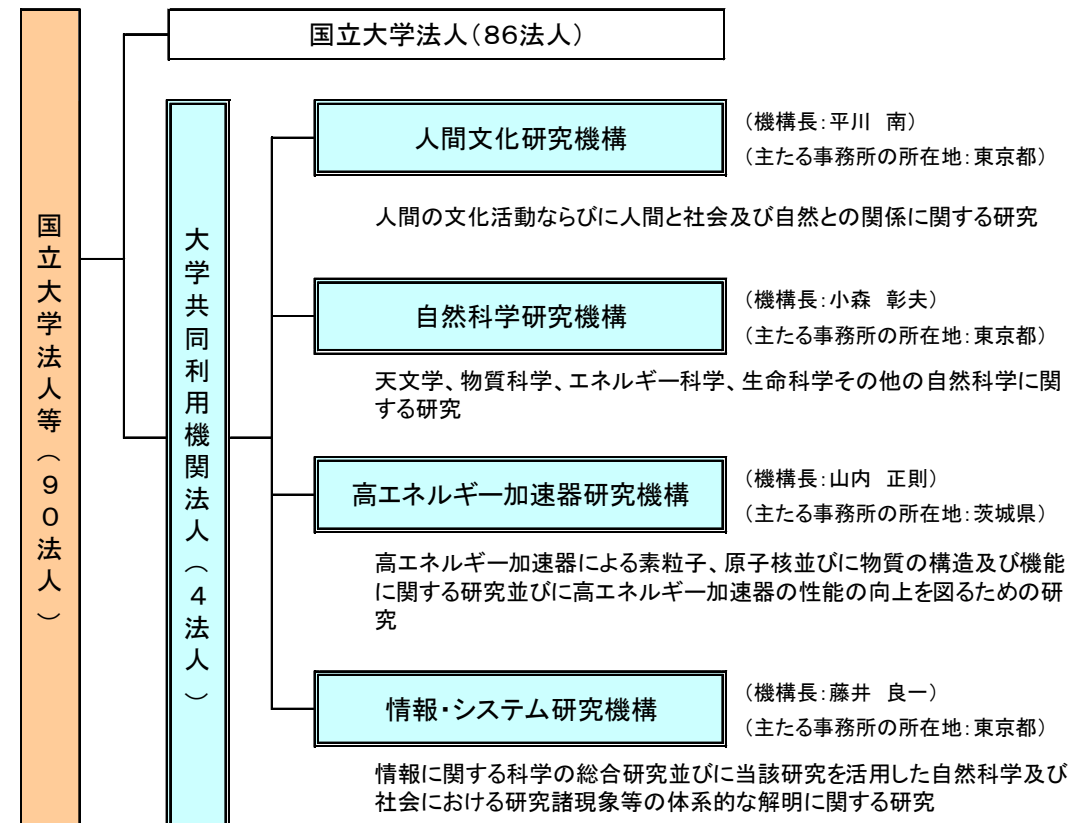 国立大学法人等（９０法人）
国立大学法人（８６法人）
大学共同利用機関法人（４法人）
人間文化研究機構
（機構長：平川　南）
（主たる事務所の所在地：東京都）
人間の文化活動ならびに人間と社会及び自然との関係に関する研究
自然科学研究機構
（機構長：小森　彰夫）
（主たる事務所の所在地：東京都）
天文学、物質科学、エネルギー科学、生命科学その他の自然科学に関
する研究
高エネルギー加速器研究機構
（機構長：山内　正則）
（主たる事務所の所在地：茨城県）
高エネルギー加速器による素粒子、原子核並びに物質の構造及び機能
に関する研究並びに高エネルギー加速器の性能の向上を図るための研
究
情報・システム研究機構
（機構長：藤井　良一）
（主たる事務所の所在地：東京都）
情報に関する科学の総合研究並びに当該研究を活用した自然科学及び
社会における研究諸現象等の体系的な解明に関する研究